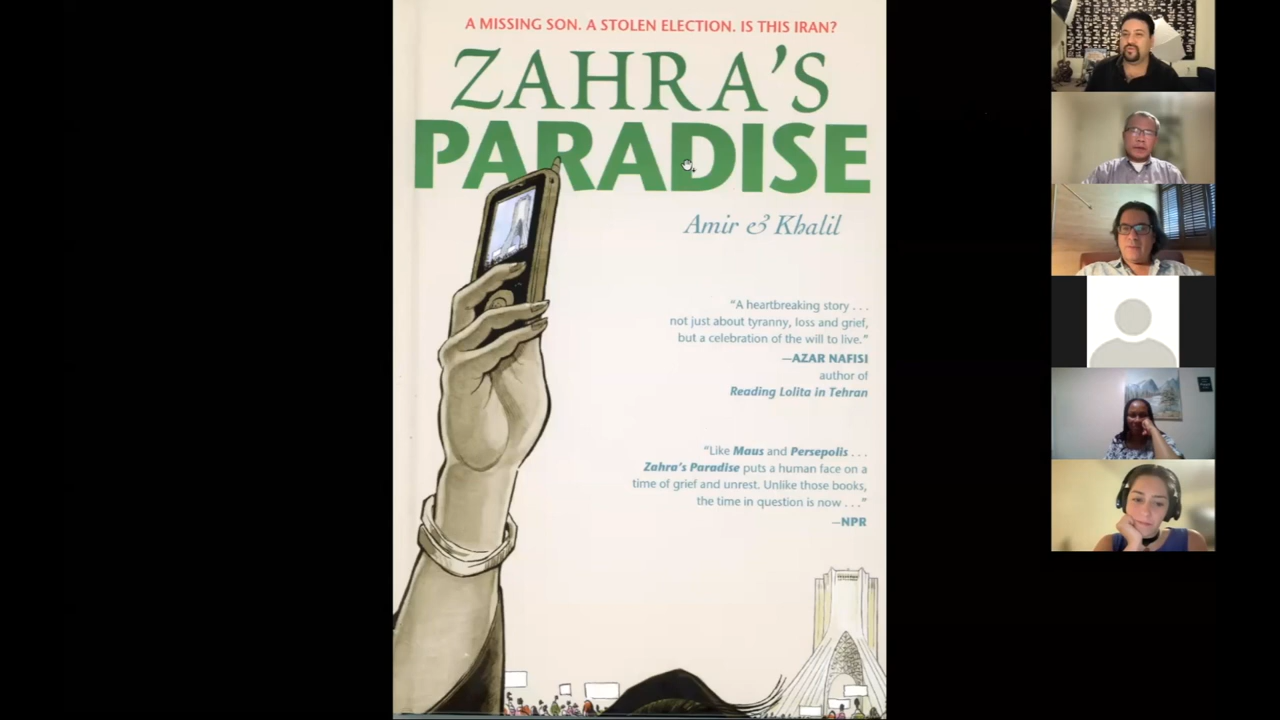 A MISSING SON. A STOLEN ELECTION. IS THIS IRAN?
ZAHRA'S
PARADISE
Amir & Khalil
“A heartbreaking story . . .
not just about tyranny, loss and grief,
but a celebration of the will to live.”
—AZAR NAFISI
author of
Reading Lolita in Tehran
“Like Maus and Persepolis . . .
Zahra's Paradise puts a human face on a
time of grief and unrest. Unlike those books,
the time in question is now . . .”
—NPR